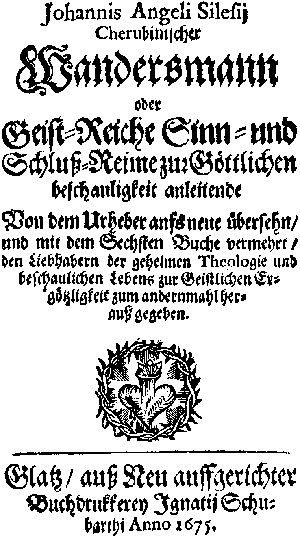 Johannis Angeli Silesij
Cherubinischer
Wandersmann
oder
Geist-Reiche Sinn-und
Schluß-Reime zur Göttlichen
beschauligkeit anleitende
Von dem Urheber aufs neue übersehn/
und mit dem Sechsten Buche vermehrt/
den Liebhabern der geheimen Theologie und
beschaulichen Lebens zur Geistlichen Er-
götzligkeit zum andernmahl her-
auß gegeben.
Glatz/ auß Neu auffgerichter
Buchdrukkerey Ignatij Schu-
barthi Anno 1675.